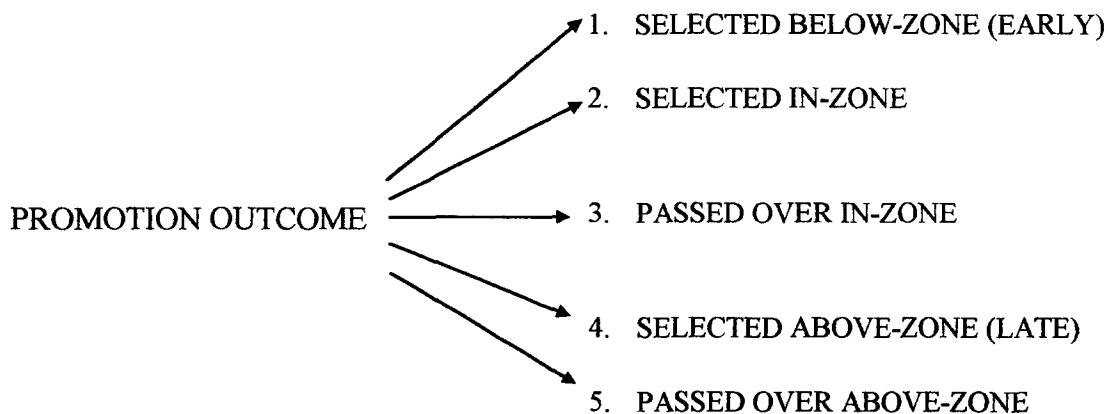 1. SELECTED BELOW-ZONE (EARLY)
2. SELECTED IN-ZONE
PROMOTION OUTCOME
3. PASSED OVER IN-ZONE
4. SELECTED ABOVE-ZONE (LATE)
5. PASSED OVER ABOVE-ZONE